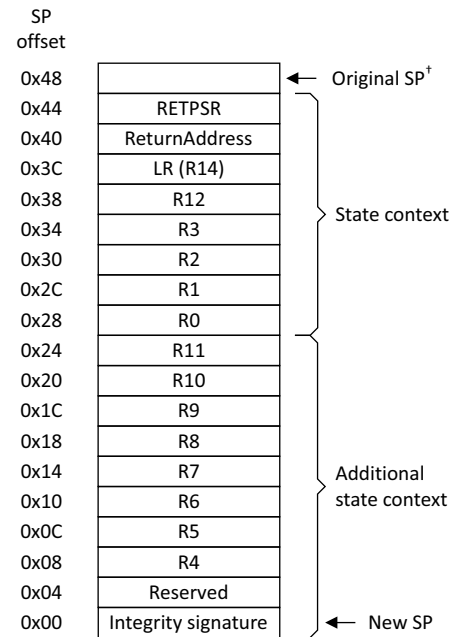 SP
offset
0x48 Original SP†
0x44 RETPSR
0x40 ReturnAddress
0x3C LR (R14)
0x38 R12
0x34 R3 State context
0x30 R2
0x2C R1
0x28 R0
0x24 R11
0x20 R10
0x1C R9
0x18 R8
0x14 R7 Additional
0x10 R6 state context
0x0C R5
0x08 R4
0x04 Reserved
0x00 Integrity signature New SP